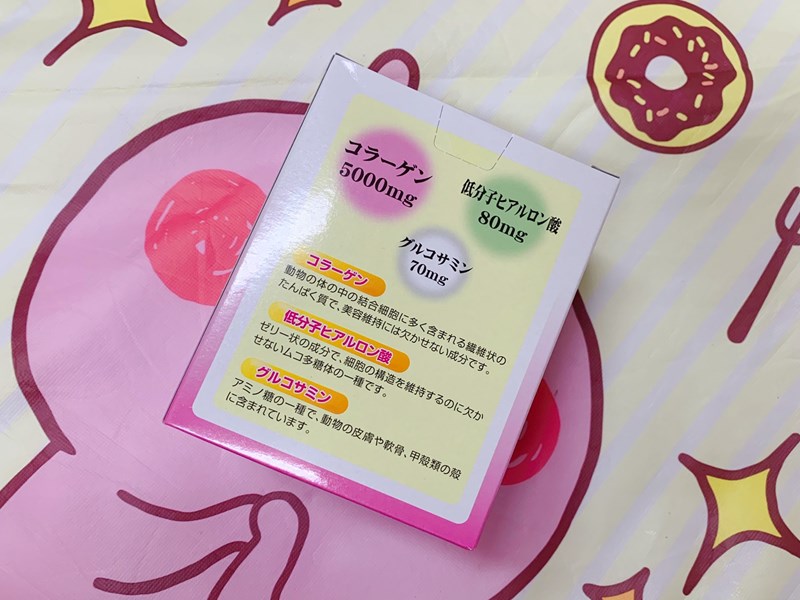 コラーゲン
5000mg
低分子ヒアルロン酸
80mg
グルコサミン
70mg
コラーゲン
動物の体の中の結合細胞に多く含まれる繊維状の
たんぱく質で、美容維持には欠かせない成分です。
低分子ヒアルロン酸
ゼリー状の成分で、細胞の構造を維持するのに欠か
せないムコ多糖体の一種です。
グルコサミン
アミノ糖の一種で、動物の皮膚や軟骨、甲殻類の殻
に含まれています。